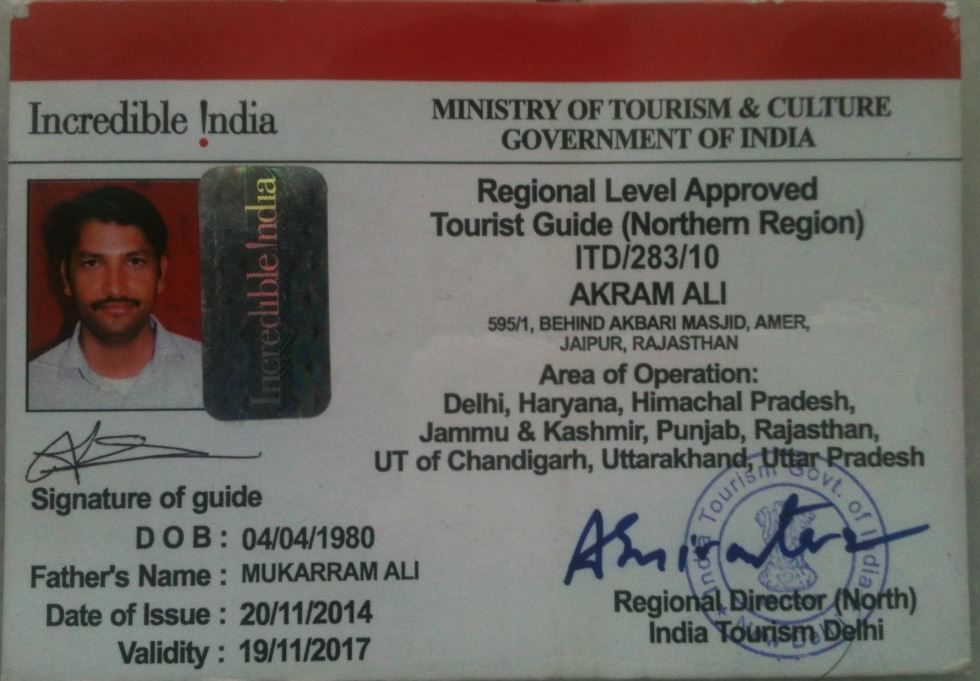 Incredible !ndia
MINISTRY OF TOURISM & CULTURE
GOVERNMENT OF INDIA
Incredible !ndia
Regional Level Approved
Tourist Guide (Northern Region)
ITD/283/10
AKRAM ALI
595/1, BEHIND AKBARI MASJID, AMER,
JAIPUR, RAJASTHAN
Area of Operation:
Delhi, Haryana, Himachal Pradesh,
Jammu & Kashmir, Punjab, Rajasthan,
UT of Chandigarh, Uttarakhand, Uttar Pradesh
Signature of guide
D O B : 04/04/1980
Father's Name : MUKARRAM ALI
Date of Issue : 20/11/2014
Validity : 19/11/2017
India Tourism Govt. of India
New Delhi
Regional Director (North)
India Tourism Delhi